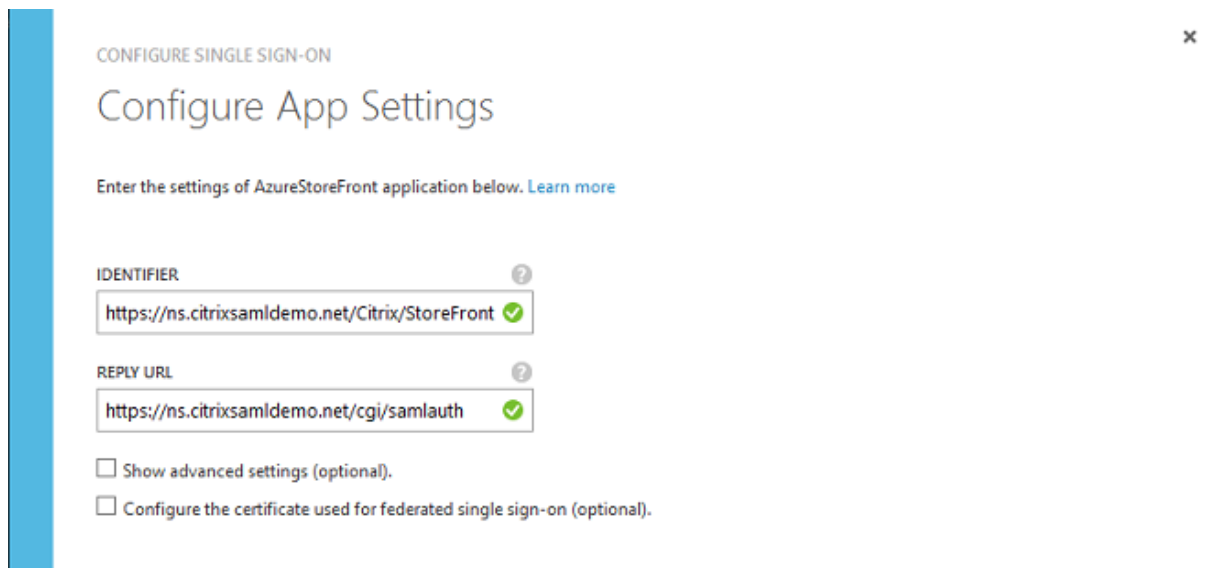 CONFIGURE SINGLE SIGN-ON
Configure App Settings
Enter the settings of AzureStoreFront application below. Learn more
IDENTIFIER
https://ns.citrixsamldemo.net/Citrix/StoreFront
REPLY URL
https://ns.citrixsamldemo.net/cgi/samlauth
Show advanced settings (optional).
Configure the certificate used for federated single sign-on (optional).